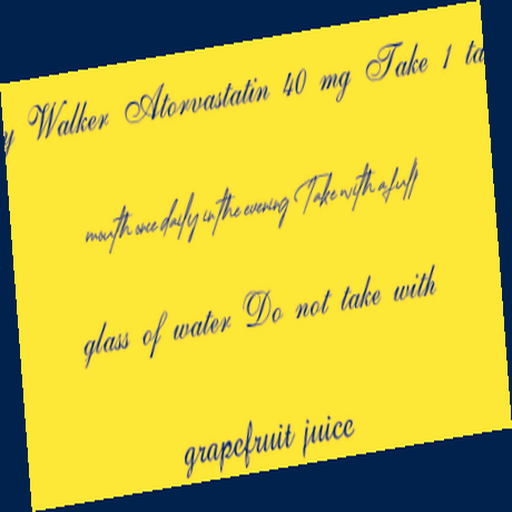 Walker Atorvastatin 40 mg Take 1
mouth once daily in the evening Take with a full
glass of water Do not take with
grapefruit juice